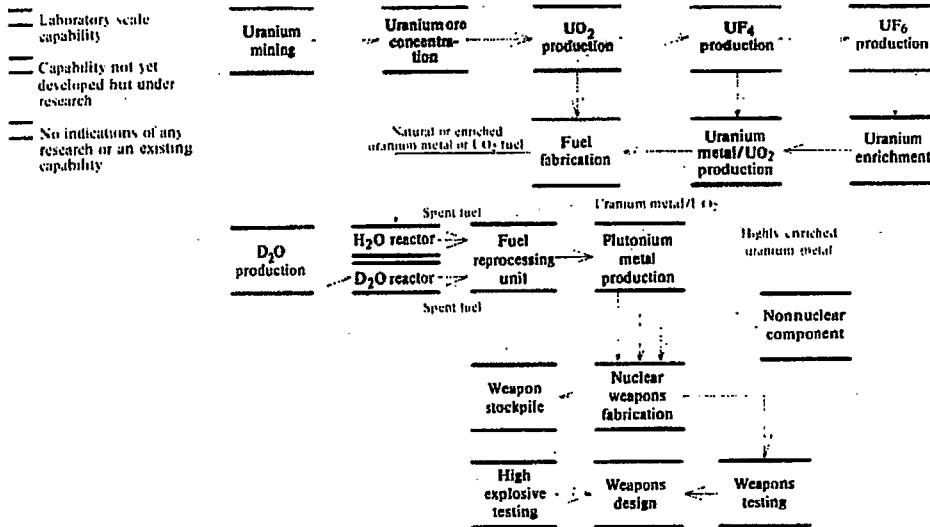 Laboratory scale
capability
Capability not yet
developed but under
research
No indications of any
research or an existing
capability
Uranium
mining
Uranium ore
concentra-
tion
UO2
production
UF4
production
UF6
production
Natural or enriched
uranium metal or UO2 fuel
Fuel
fabrication
Uranium
metal/UO2
production
Uranium
enrichment
Spent fuel
Uranium metal/UO2
D2O
production
H2O reactor
D2O reactor
Fuel
reprocessing
unit
Plutonium
metal
production
Highly enriched
uranium metal
Spent fuel
Nonnuclear
component
Weapon
stockpile
Nuclear
weapons
fabrication
High
explosive
testing
Weapons
design
Weapons
testing